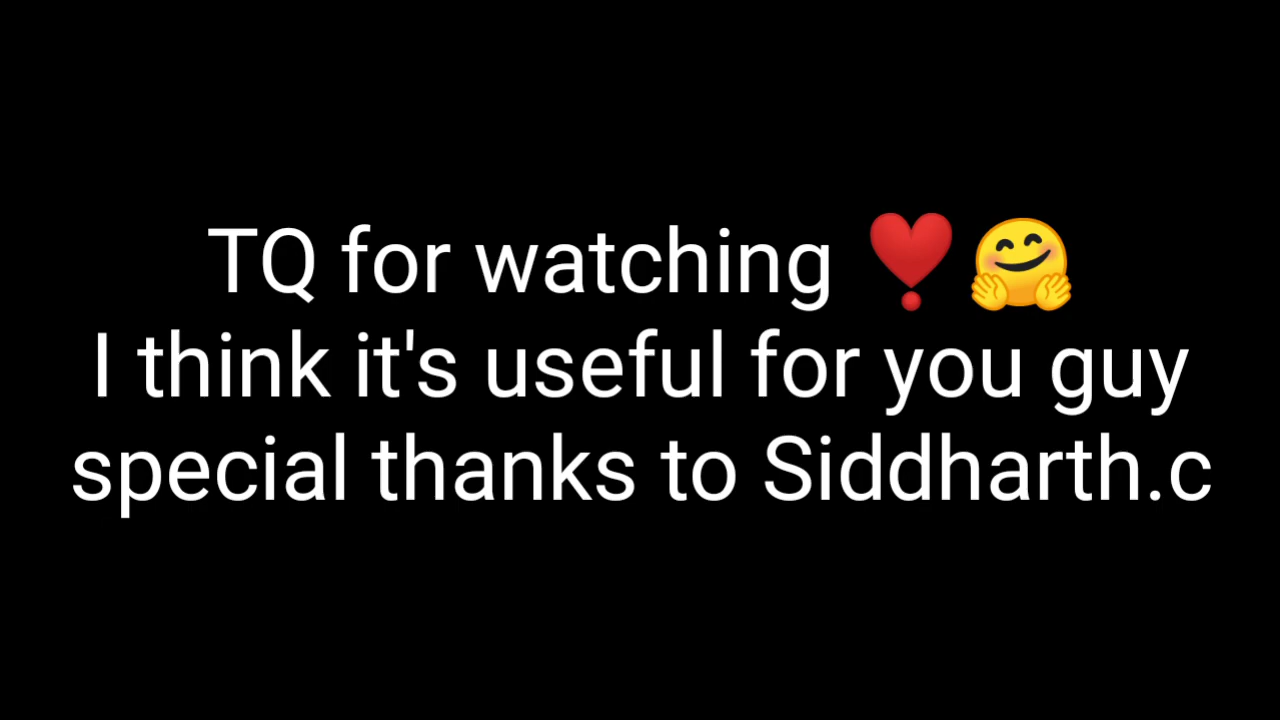 TQ for watching ❣️🤗
I think it's useful for you guy
special thanks to Siddharth.c